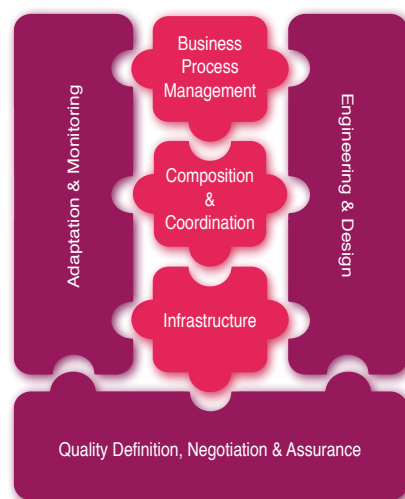 Business
Process
Management
Adaptation & Monitoring
Engineering & Design
Composition
&
Coordination
Infrastructure
Quality Definition, Negotiation & Assurance